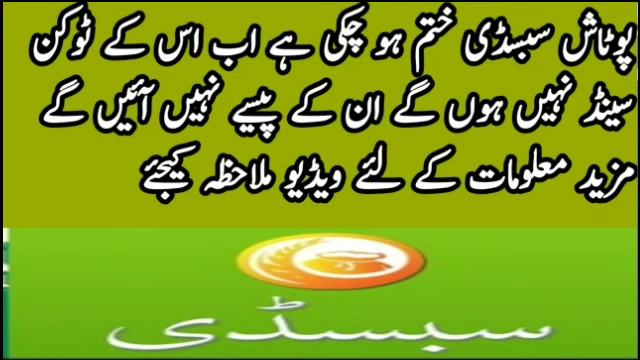 پوٹاش سبسڈی ختم ہو چکی ہے اب اس کے ٹوکن
سینڈ نہیں ہوں گے ان کے پیسے نہیں آئیں گے
مزید معلومات کے لئے ویڈیو ملاحظہ کیجئے
سبسڈی